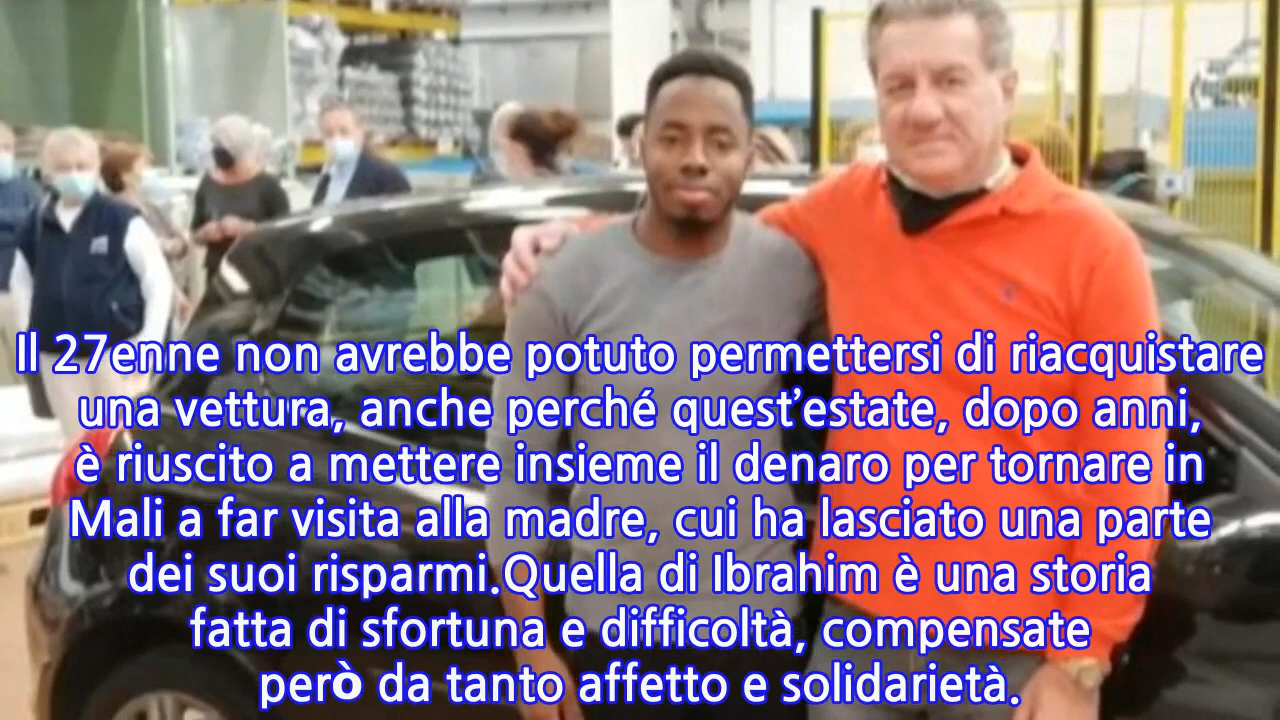 Il 27enne non avrebbe potuto permettersi di riacquistare
una vettura, anche perché quest'estate, dopo anni,
è riuscito a mettere insieme il denaro per tornare in
Mali a far visita alla madre, cui ha lasciato una parte
dei suoi risparmi.Quella di Ibrahim è una storia
fatta di sfortuna e difficoltà, compensate
però da tanto affetto e solidarietà.